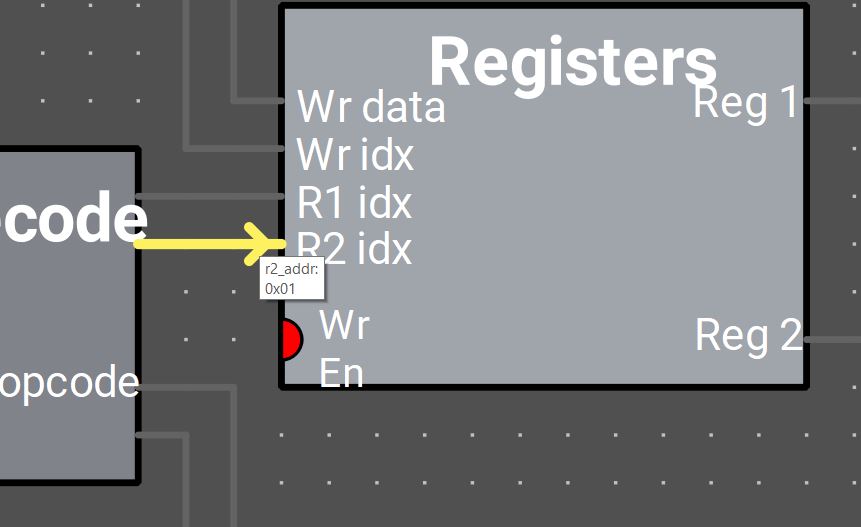 Registers
Wr data
Reg 1
Wr idx
R1 idx
code
R2 idx
r2_addr:
0x01
Wr
En
Reg 2
opcode